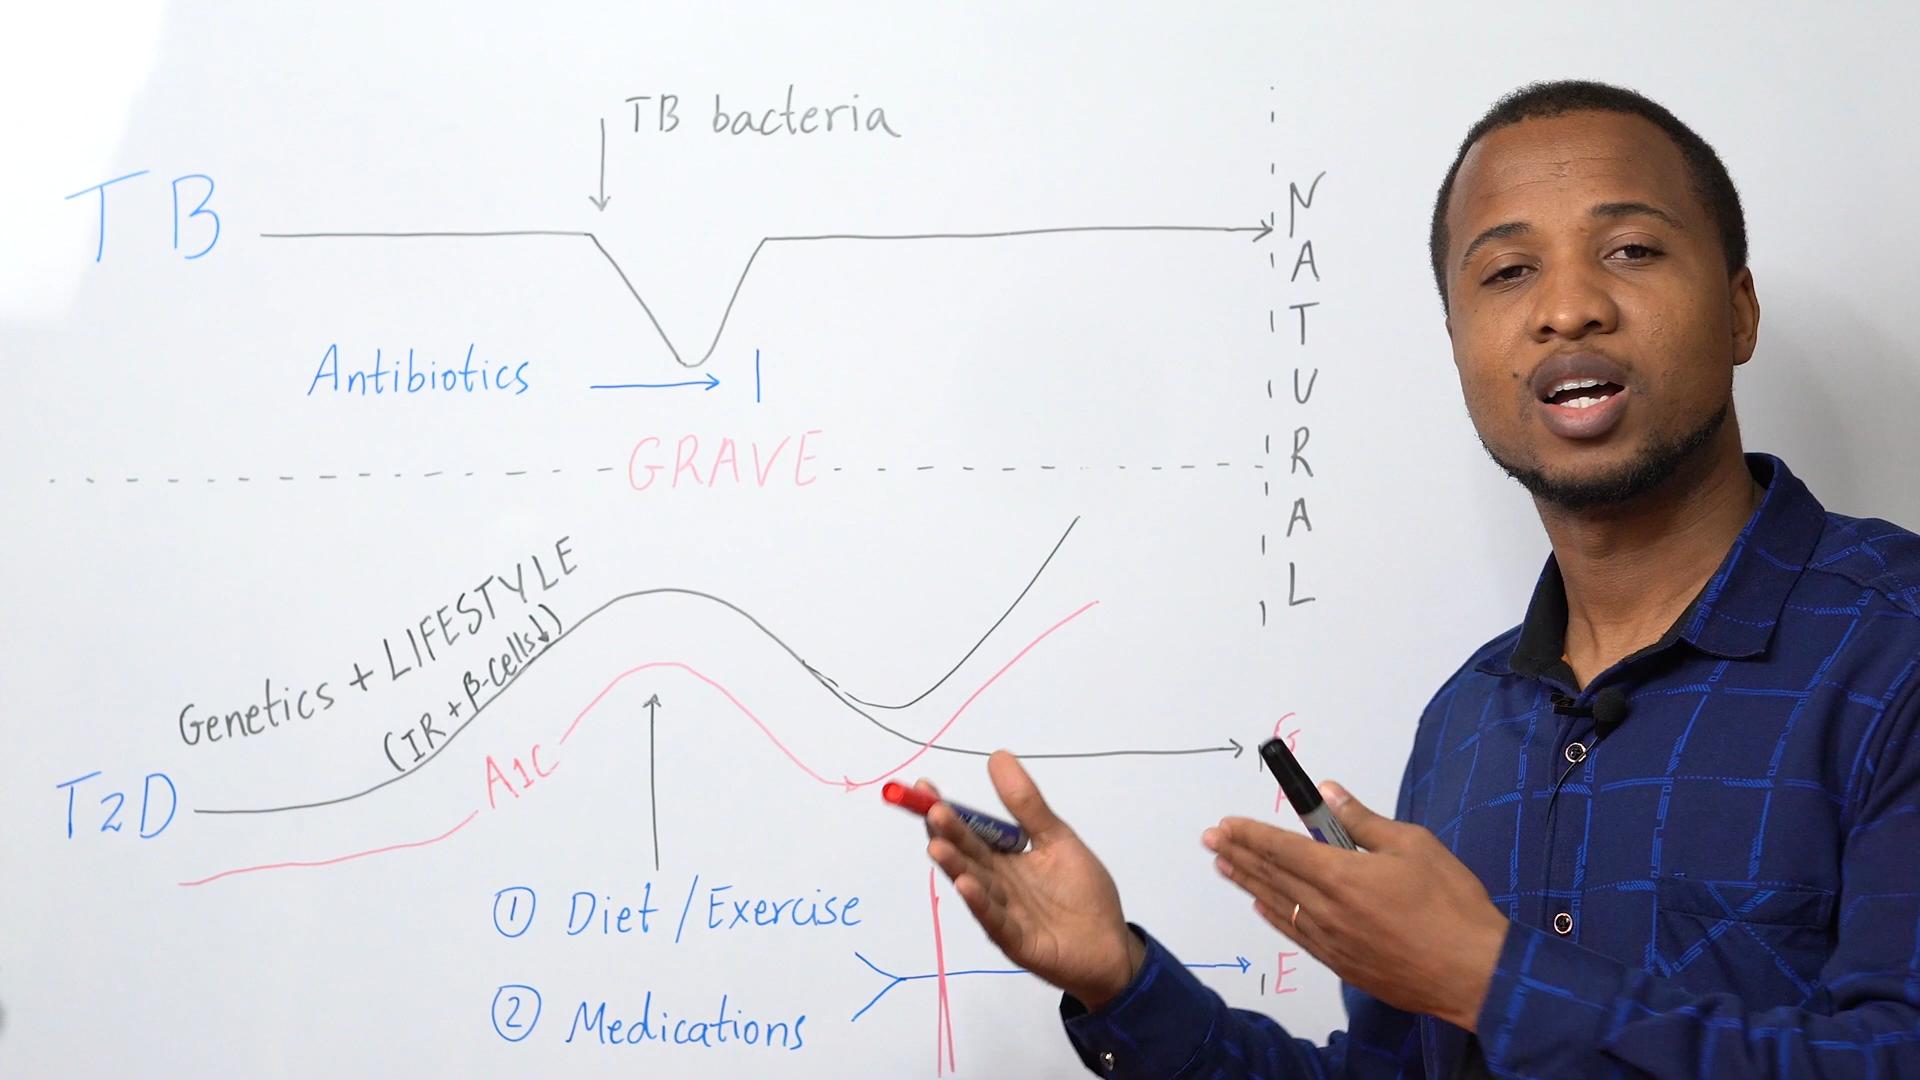 TB bacteria
TB
Antibiotics
GRAVE
NATURAL
Genetics + LIFESTYLE
(IR + β-cells↓)
A1C
T2D
① Diet / Exercise
② Medications
G
E